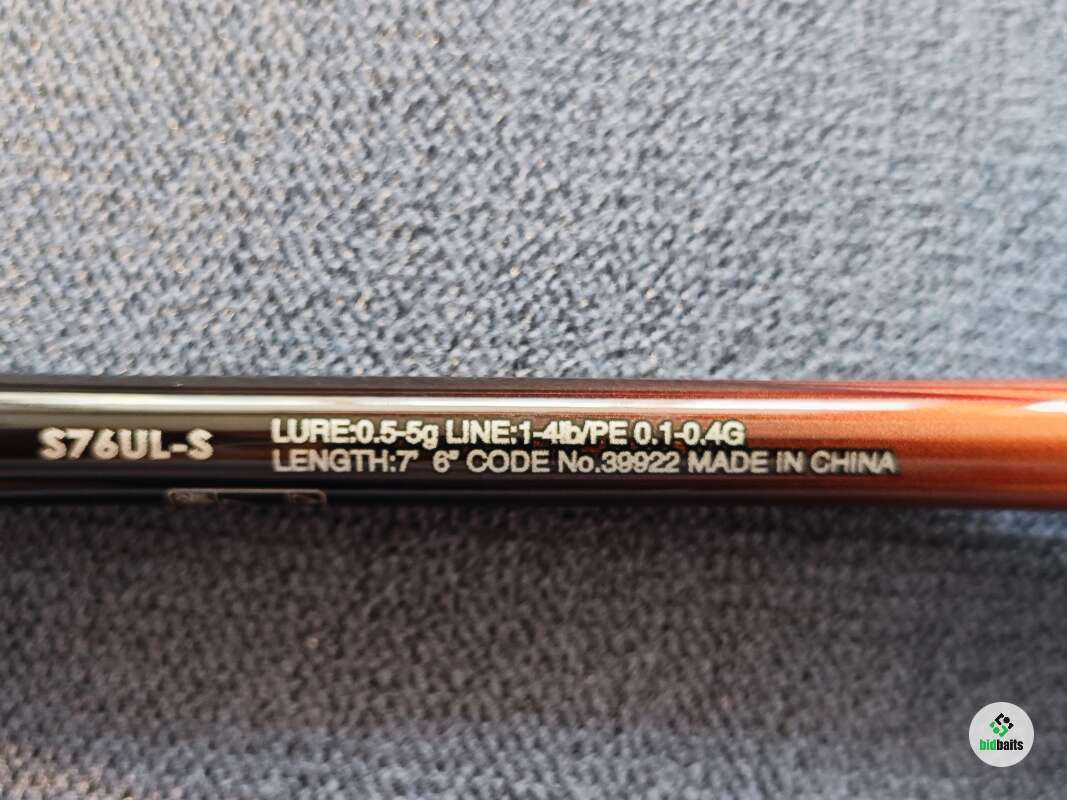 S76UL-S
LURE:0.5-5g LINE:1-4lb/PE 0.1-0.4G
LENGTH:7' 6" CODE No.39922 MADE IN CHINA
bidbaits